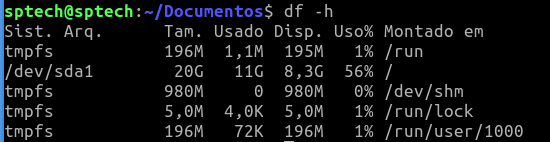 sptech@sptech:~/Documentos$ df -h
Sist. Arq.      Tam. Usado Disp. Uso% Montado em
tmpfs           196M  1,1M  195M   1% /run
/dev/sda1        20G   11G  8,3G  56% /
tmpfs           980M     0  980M   0% /dev/shm
tmpfs           5,0M  4,0K  5,0M   1% /run/lock
tmpfs           196M   72K  196M   1% /run/user/1000